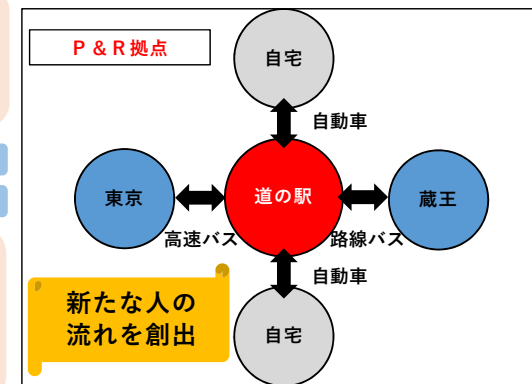 P & R 拠点
自宅
自動車
東京
道の駅
蔵王
高速バス
路線バス
自動車
新たな人の
流れを創出
自宅